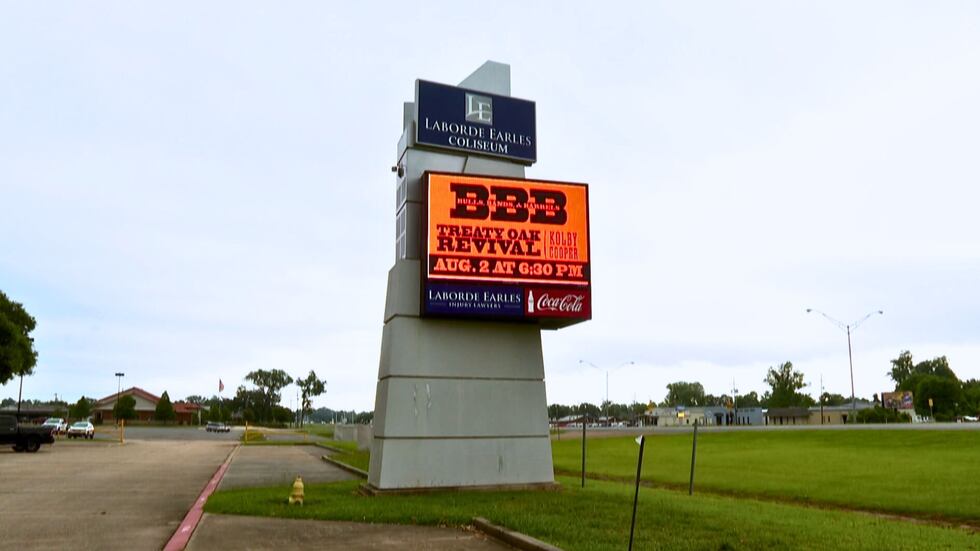 LE
LABORDE EARLES
COLISEUM
BBB
BULLS, BANDS, & BARRELS
TREATY OAK
REVIVAL
KOLBY
COOPER
AUG. 2 AT 6:30 PM
LABORDE EARLES
INJURY LAWYERS
Coca-Cola